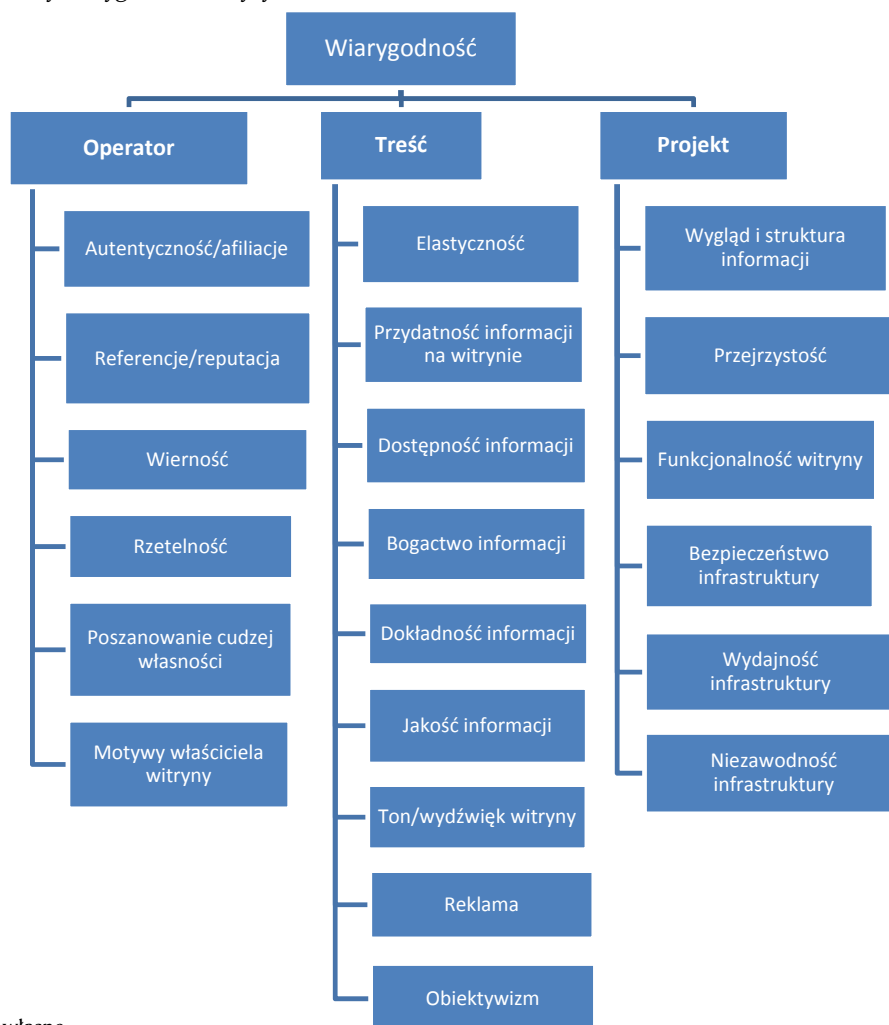 Wiarygodność
Operator
Autentyczność/afiliacje
Referencje/reputacja
Wierność
Rzetelność
Poszanowanie cudzej
własności
Motywy właściciela
witryny
Treść
Elastyczność
Przydatność informacji
na witrynie
Dostępność informacji
Bogactwo informacji
Dokładność informacji
Jakość informacji
Ton/wydźwięk witryny
Reklama
Obiektywizm
Projekt
Wygląd i struktura
informacji
Przejrzystość
Funkcjonalność witryny
Bezpieczeństwo
infrastruktury
Wydajność
infrastruktury
Niezawodność
infrastruktury